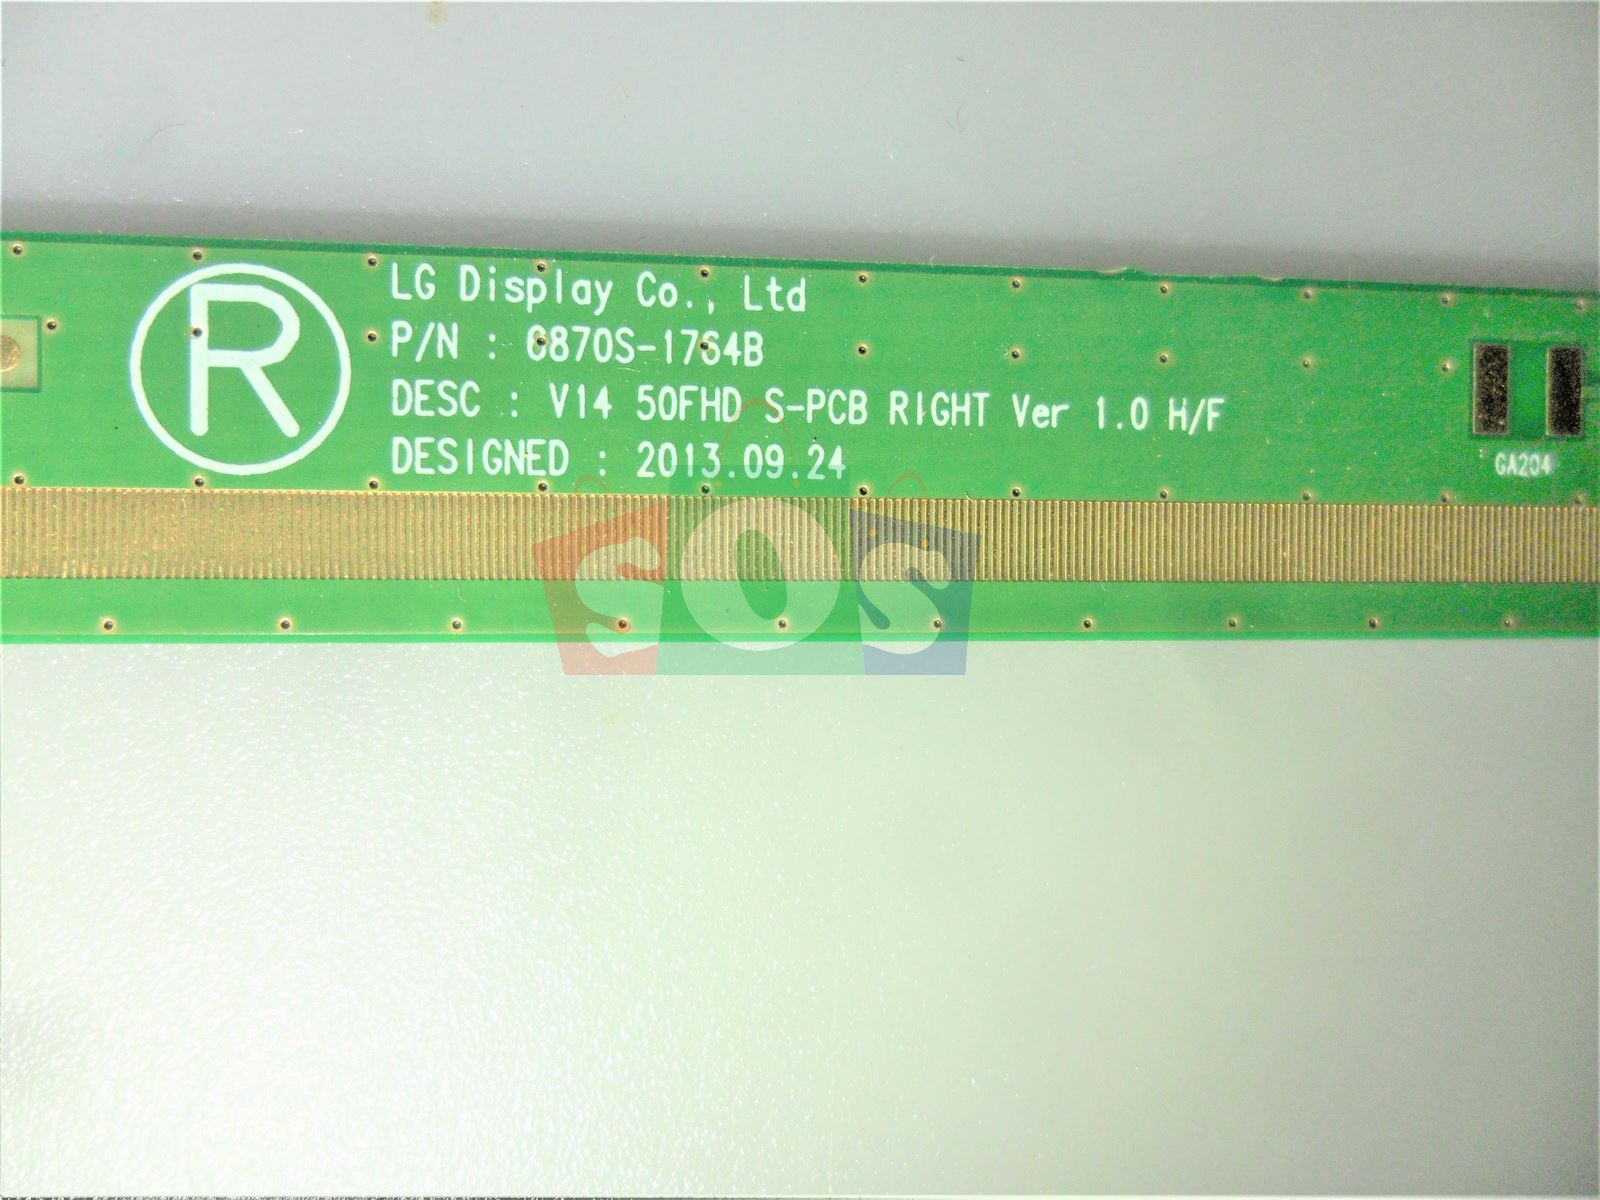 R
LG Display Co., Ltd
P/N : 6870S-1764B
DESC : V14 50FHD S-PCB RIGHT Ver 1.0 H/F
DESIGNED : 2013.09.24
GA204
SOS